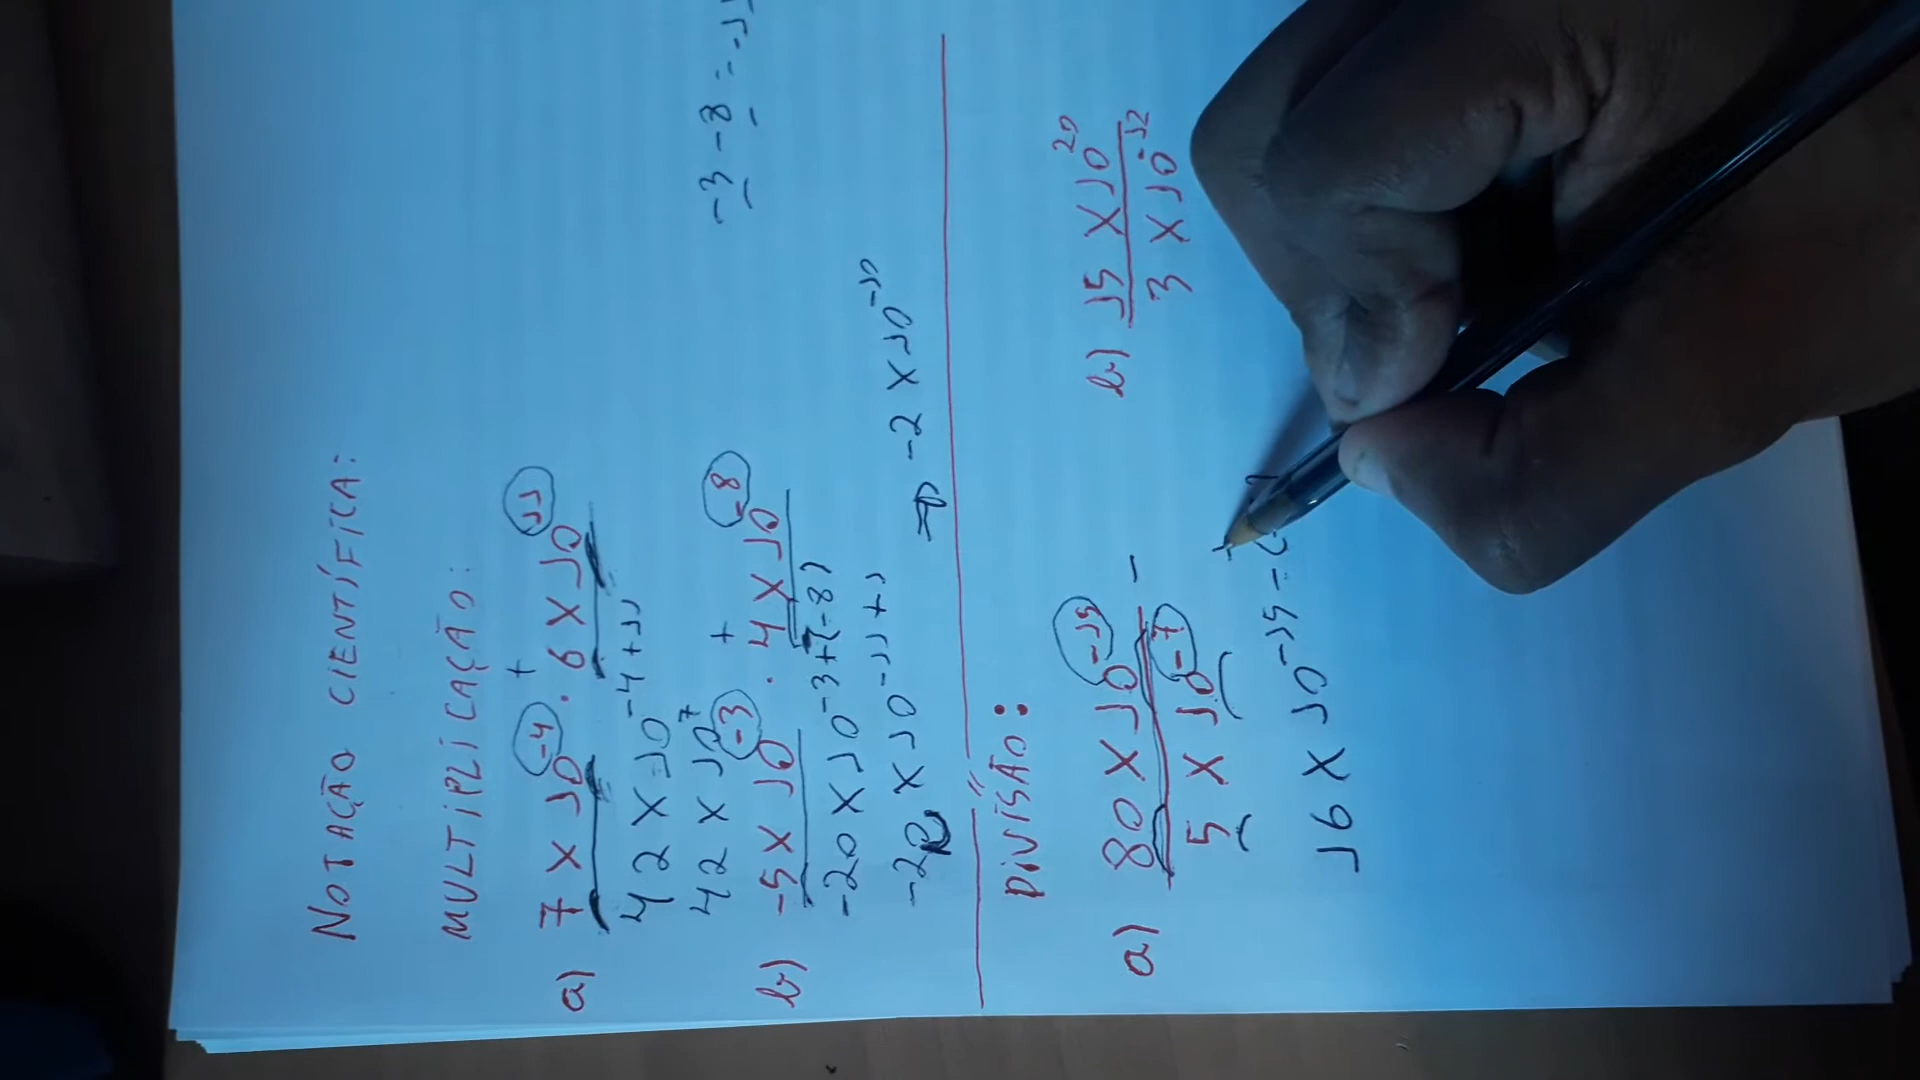 NOTAÇÃO CIENTÍFICA:
MULTIPLICAÇÃO:
a) 7 x 10^-4 . 6 x 10^11
+
42 x 10^-4+11
42 x 10^7
b) -5 x 10^-3 . 4 x 10^-8
+
-3 -8 = -11
-20 x 10^-3+(-8)
-20 x 10^-11+1
=> -2 x 10^-10
DIVISÃO:
a) 80 x 10^-15 / 5 x 10^-7 -
b) 15 x 10^20 / 3 x 10^-12
+
16 x 10^-15-(-7